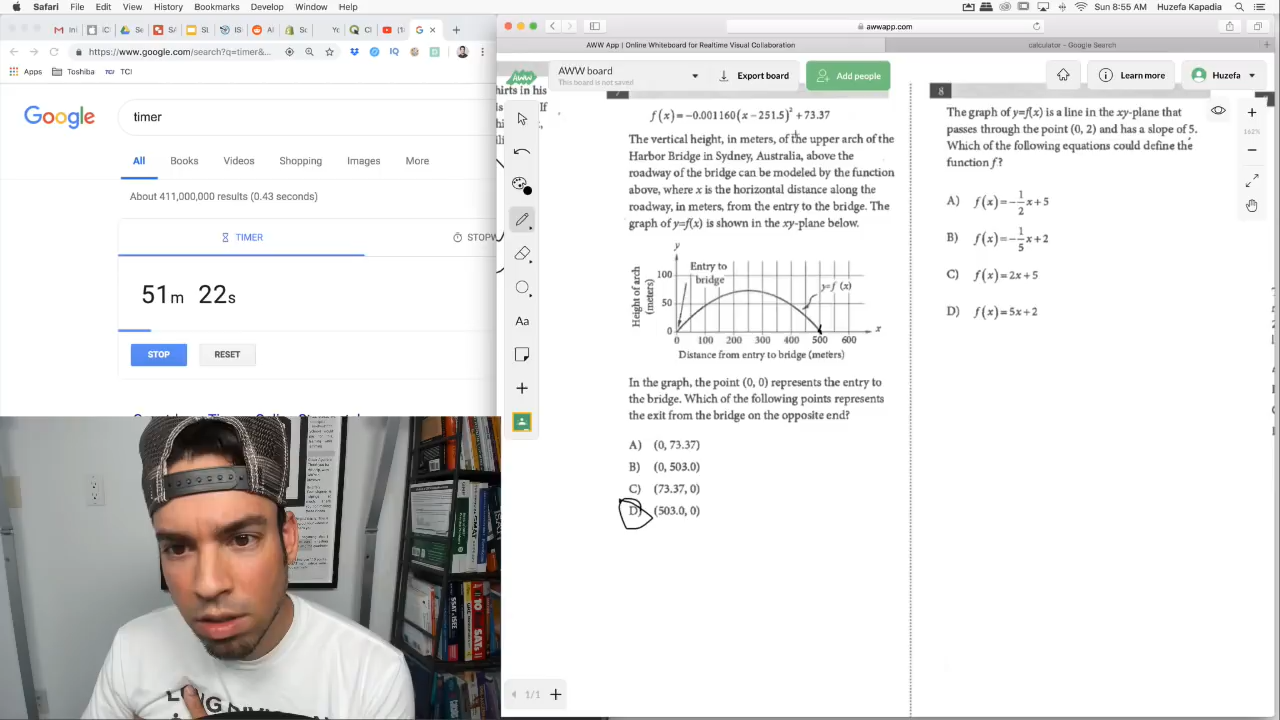 Safari File Edit View History Bookmarks Develop Window Help
Sun 8:55 AM Huzefa Kapadia
https://www.google.com/search?q=timer&...
Apps Toshiba TCI TCI
Google
timer
All Books Videos Shopping Images More
About 411,000,000 results (0.43 seconds)
TIMER
51m 22s
STOP RESET
awwapp.com
AWW App | Online Whiteboard for Realtime Visual Collaboration
calculator - Google Search
AWW
AWW board
This board is not saved
Export board
Add people
Learn more
Huzefa
162%
Aa
hirts in his
If
7
f(x) = −0.001160(x − 251.5)² + 73.37
The vertical height, in meters, of the upper arch of the
Harbor Bridge in Sydney, Australia, above the
roadway of the bridge can be modeled by the function
above, where x is the horizontal distance along the
roadway, in meters, from the entry to the bridge. The
graph of y=f(x) is shown in the xy-plane below.
y
Height of arch
(meters)
100
50
0
Entry to
bridge
y=f (x)
x
0 100 200 300 400 500 600
Distance from entry to bridge (meters)
In the graph, the point (0, 0) represents the entry to
the bridge. Which of the following points represents
the exit from the bridge on the opposite end?
A) (0, 73.37)
B) (0, 503.0)
C) (73.37, 0)
D) (503.0, 0)
8
The graph of y=f(x) is a line in the xy-plane that
passes through the point (0, 2) and has a slope of 5.
Which of the following equations could define the
function f?
A) f(x)=−1/2x+5
B) f(x)=−1/5x+2
C) f(x)=2x+5
D) f(x)=5x+2
1/1